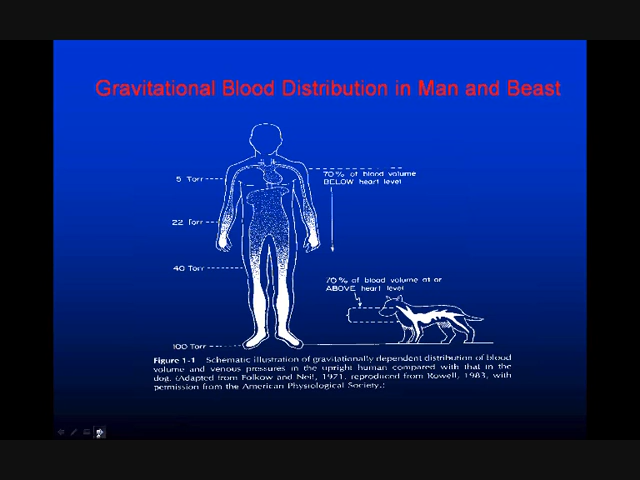 Gravitational Blood Distribution in Man and Beast
5 Torr
70% of blood volume
BELOW heart level
22 Torr
40 Torr
70% of blood volume at or
ABOVE heart level
100 Torr
Figure 1-1 Schematic illustration of gravitationally dependent distribution of blood
volume and venous pressures in the upright human compared with that in the
dog. (Adapted from Folkow and Neil, 1971, reproduced from Rowell, 1983, with
permission from the American Physiological Society.)